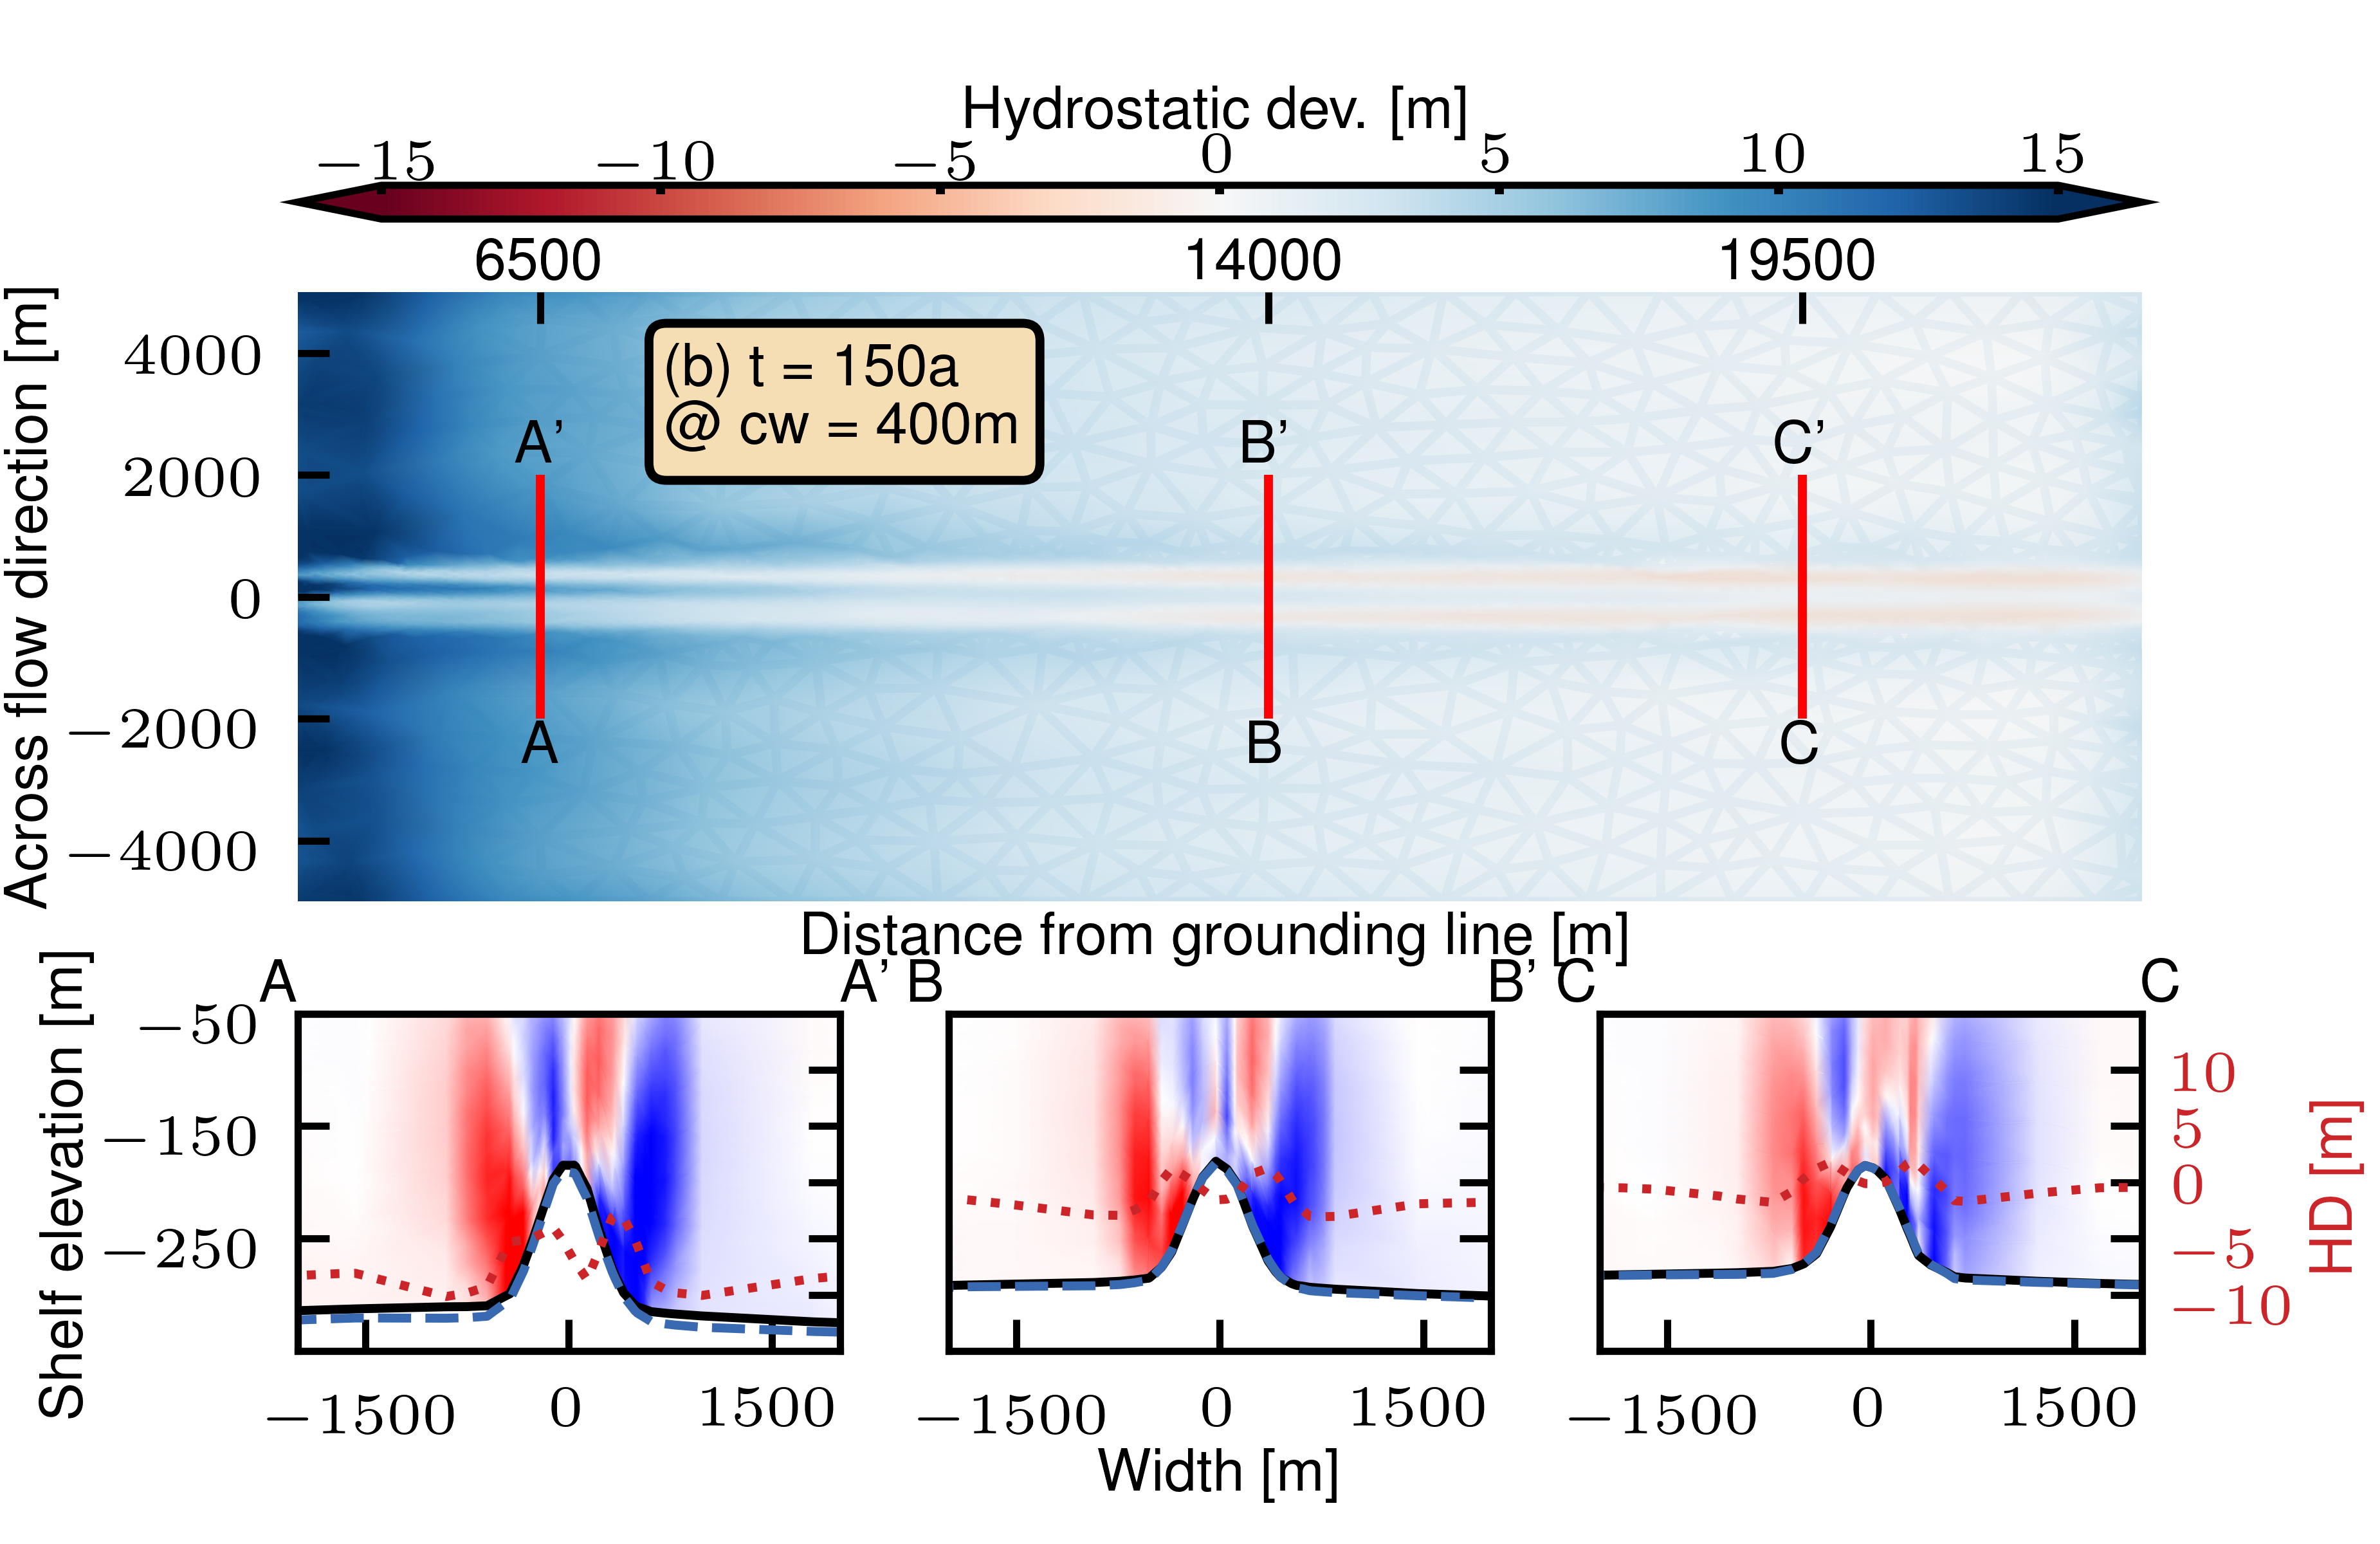 Hydrostatic dev. [m]
−15 −10 −5 0 5 10 15
6500 14000 19500
Across flow direction [m]
4000
2000
0
−2000
−4000
(b) t = 150a
@ cw = 400m
A' B' C'
A B C
Distance from grounding line [m]
A A' B B' C C
Shelf elevation [m]
−50
−150
−250
10
5
0
−5
−10
HD [m]
−1500 0 1500 −1500 0 1500 −1500 0 1500
Width [m]